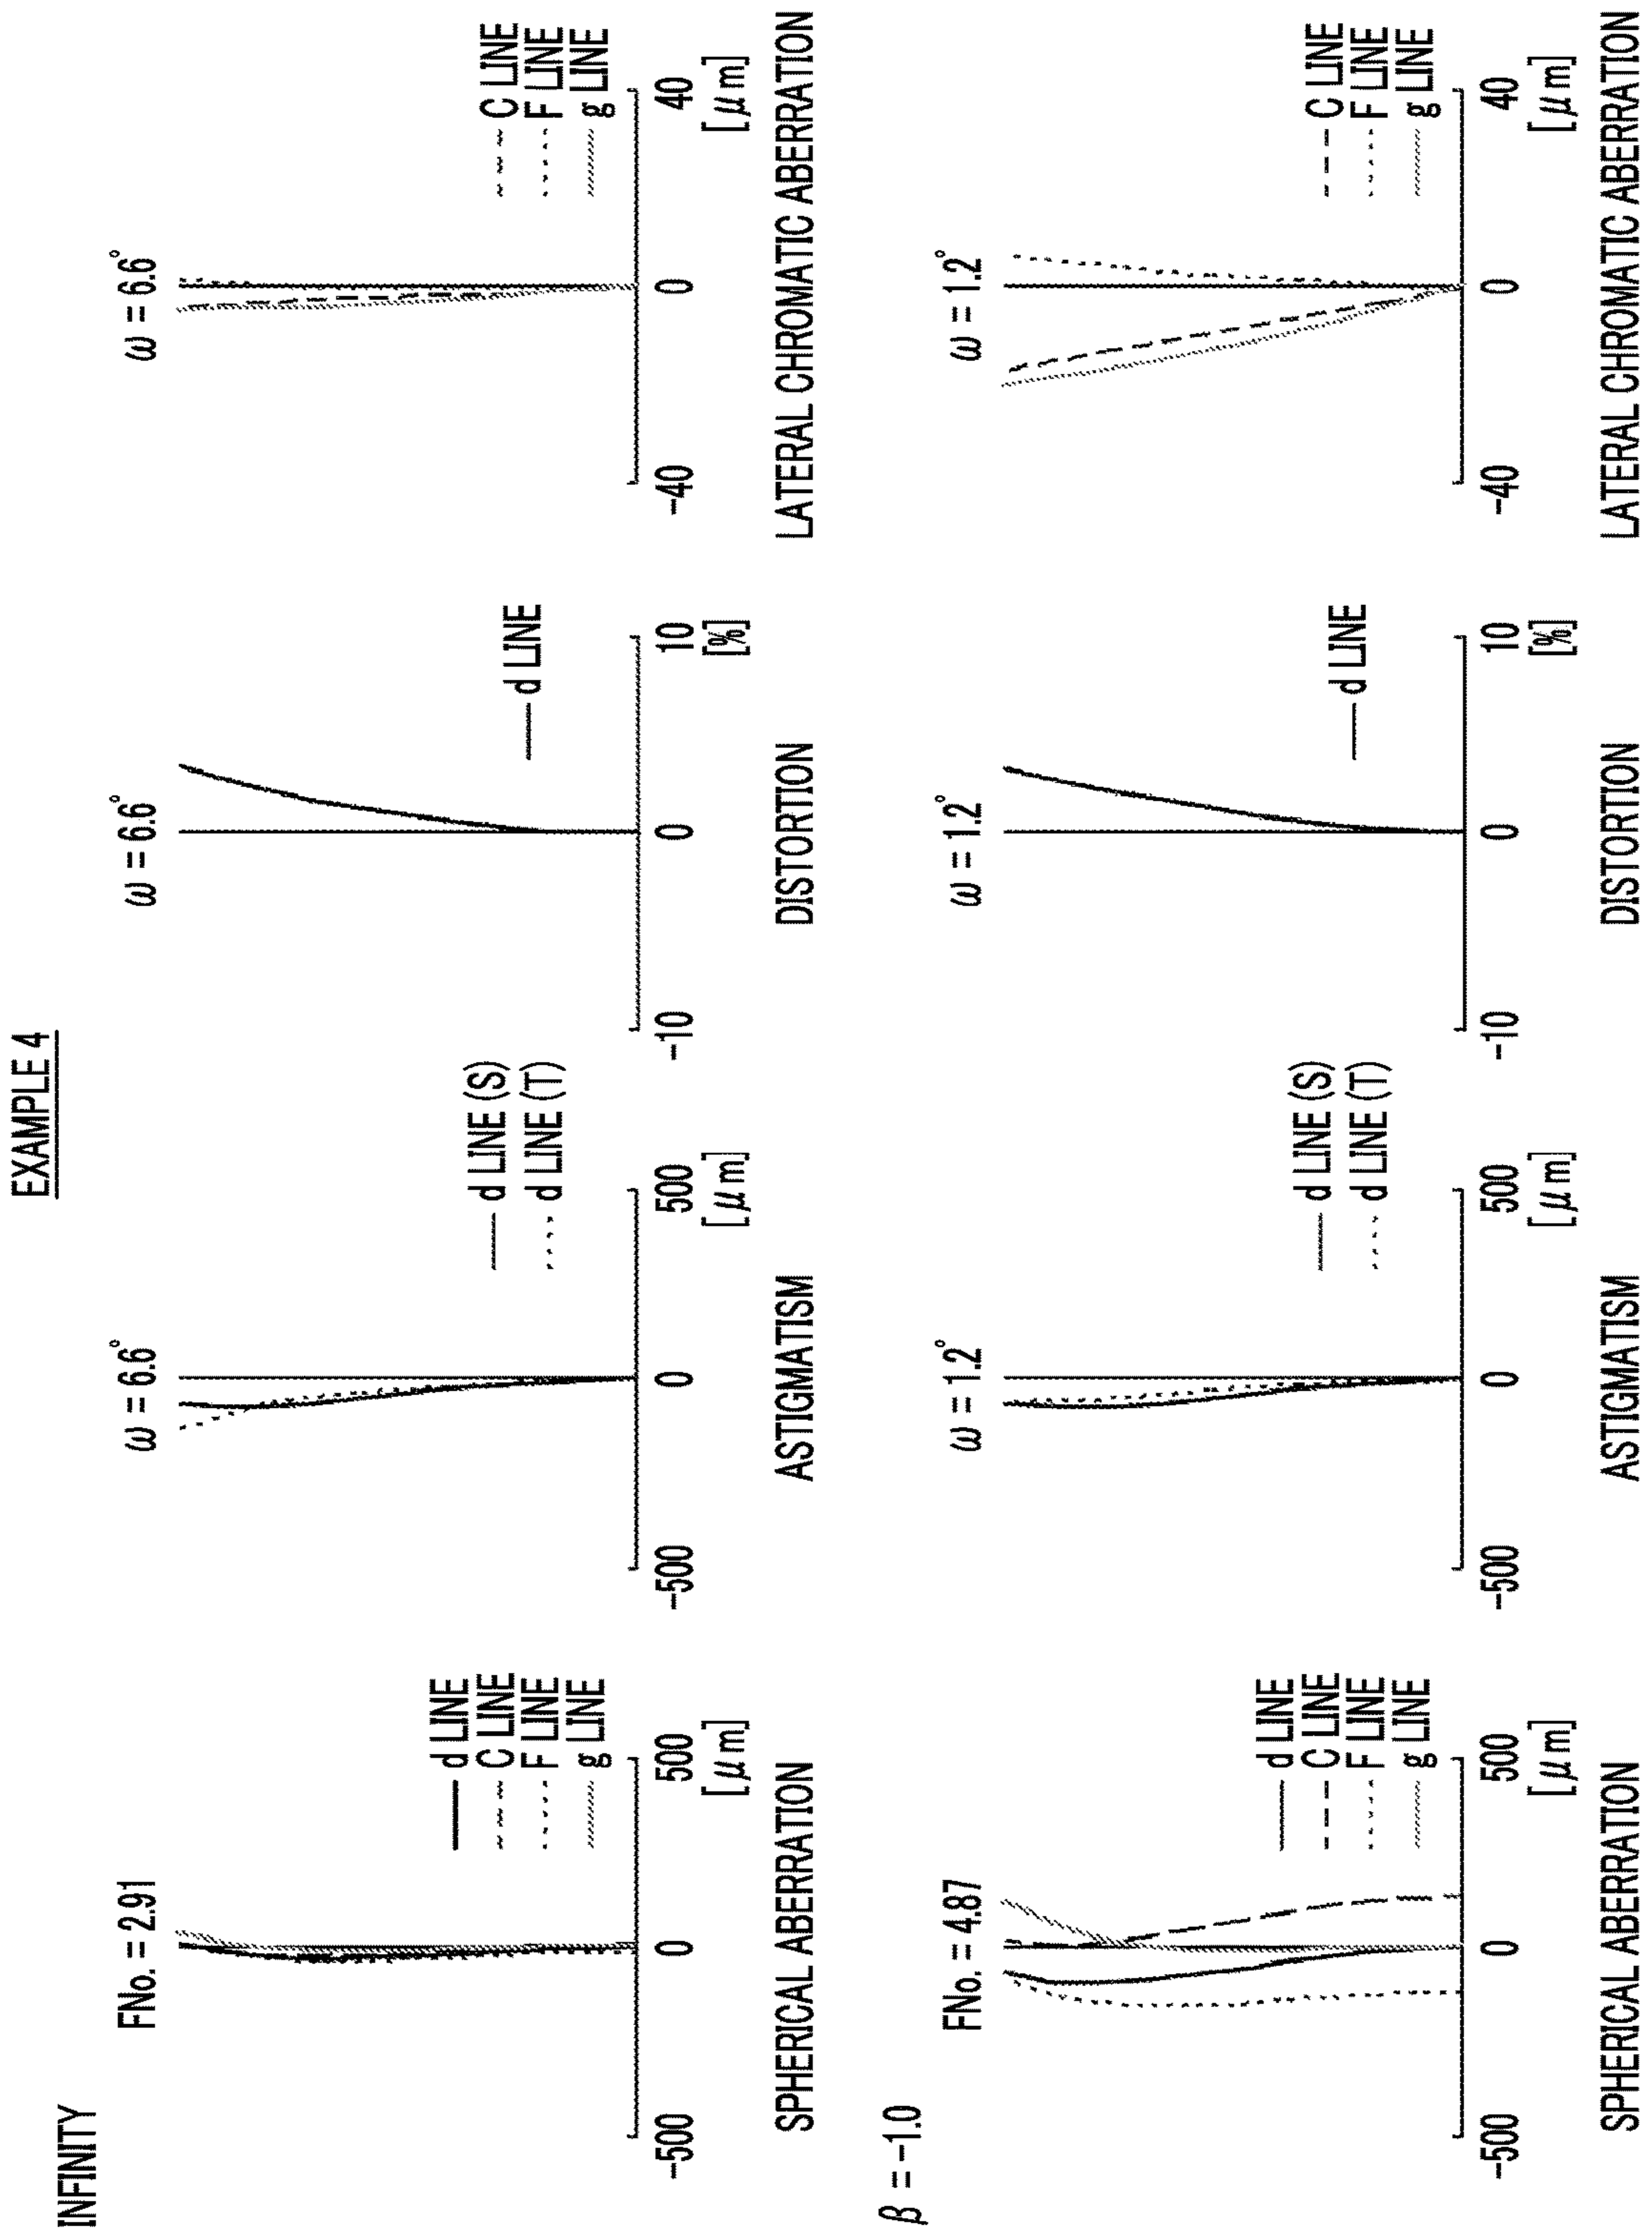 EXAMPLE 4
INFINITY
FNo. = 2.91
d LINE
C LINE
F LINE
g LINE
-500 0 500
[μm]
SPHERICAL ABERRATION
ω = 6.6°
d LINE (S)
d LINE (T)
-500 0 500
[μm]
ASTIGMATISM
ω = 6.6°
d LINE
-10 0 10
[%]
DISTORTION
ω = 6.6°
C LINE
F LINE
g LINE
-40 0 40
[μm]
LATERAL CHROMATIC ABERRATION
β = -1.0
FNo. = 4.87
d LINE
C LINE
F LINE
g LINE
-500 0 500
[μm]
SPHERICAL ABERRATION
ω = 1.2°
d LINE (S)
d LINE (T)
-500 0 500
[μm]
ASTIGMATISM
ω = 1.2°
d LINE
-10 0 10
[%]
DISTORTION
ω = 1.2°
C LINE
F LINE
g LINE
-40 0 40
[μm]
LATERAL CHROMATIC ABERRATION